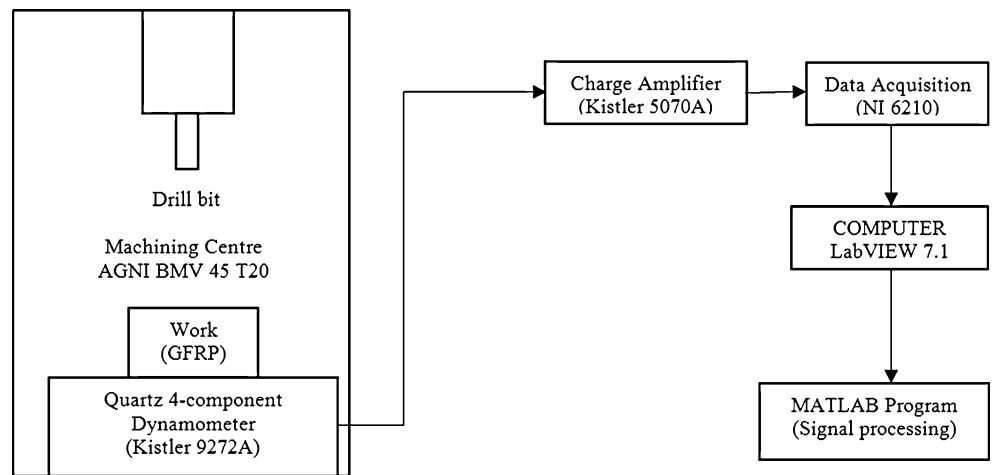 Drill bit
Machining Centre
AGNI BMV 45 T20
Work
(GFRP)
Quartz 4-component
Dynamometer
(Kistler 9272A)
Charge Amplifier
(Kistler 5070A)
Data Acquisition
(NI 6210)
COMPUTER
LabVIEW 7.1
MATLAB Program
(Signal processing)